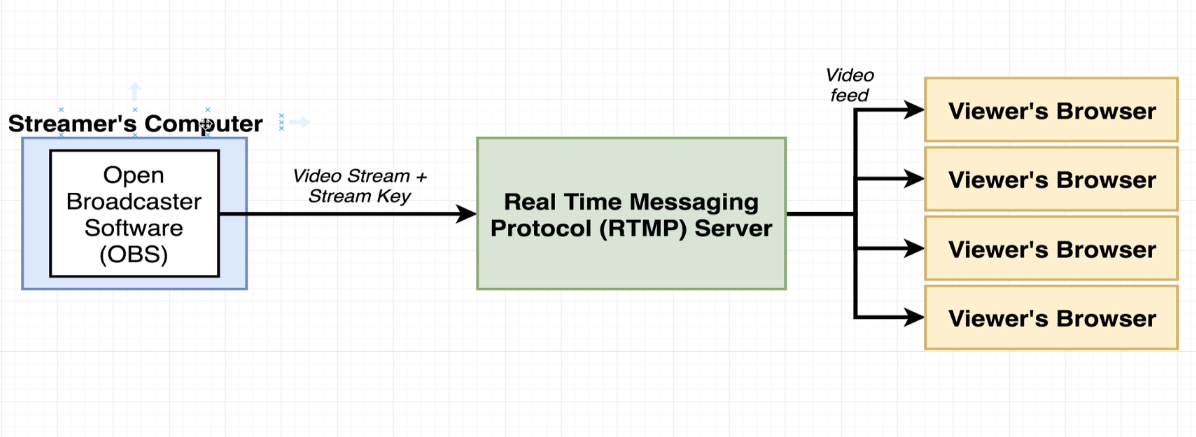 Streamer's Computer
Open
Broadcaster
Software
(OBS)
Video Stream +
Stream Key
Real Time Messaging
Protocol (RTMP) Server
Video
feed
Viewer's Browser
Viewer's Browser
Viewer's Browser
Viewer's Browser